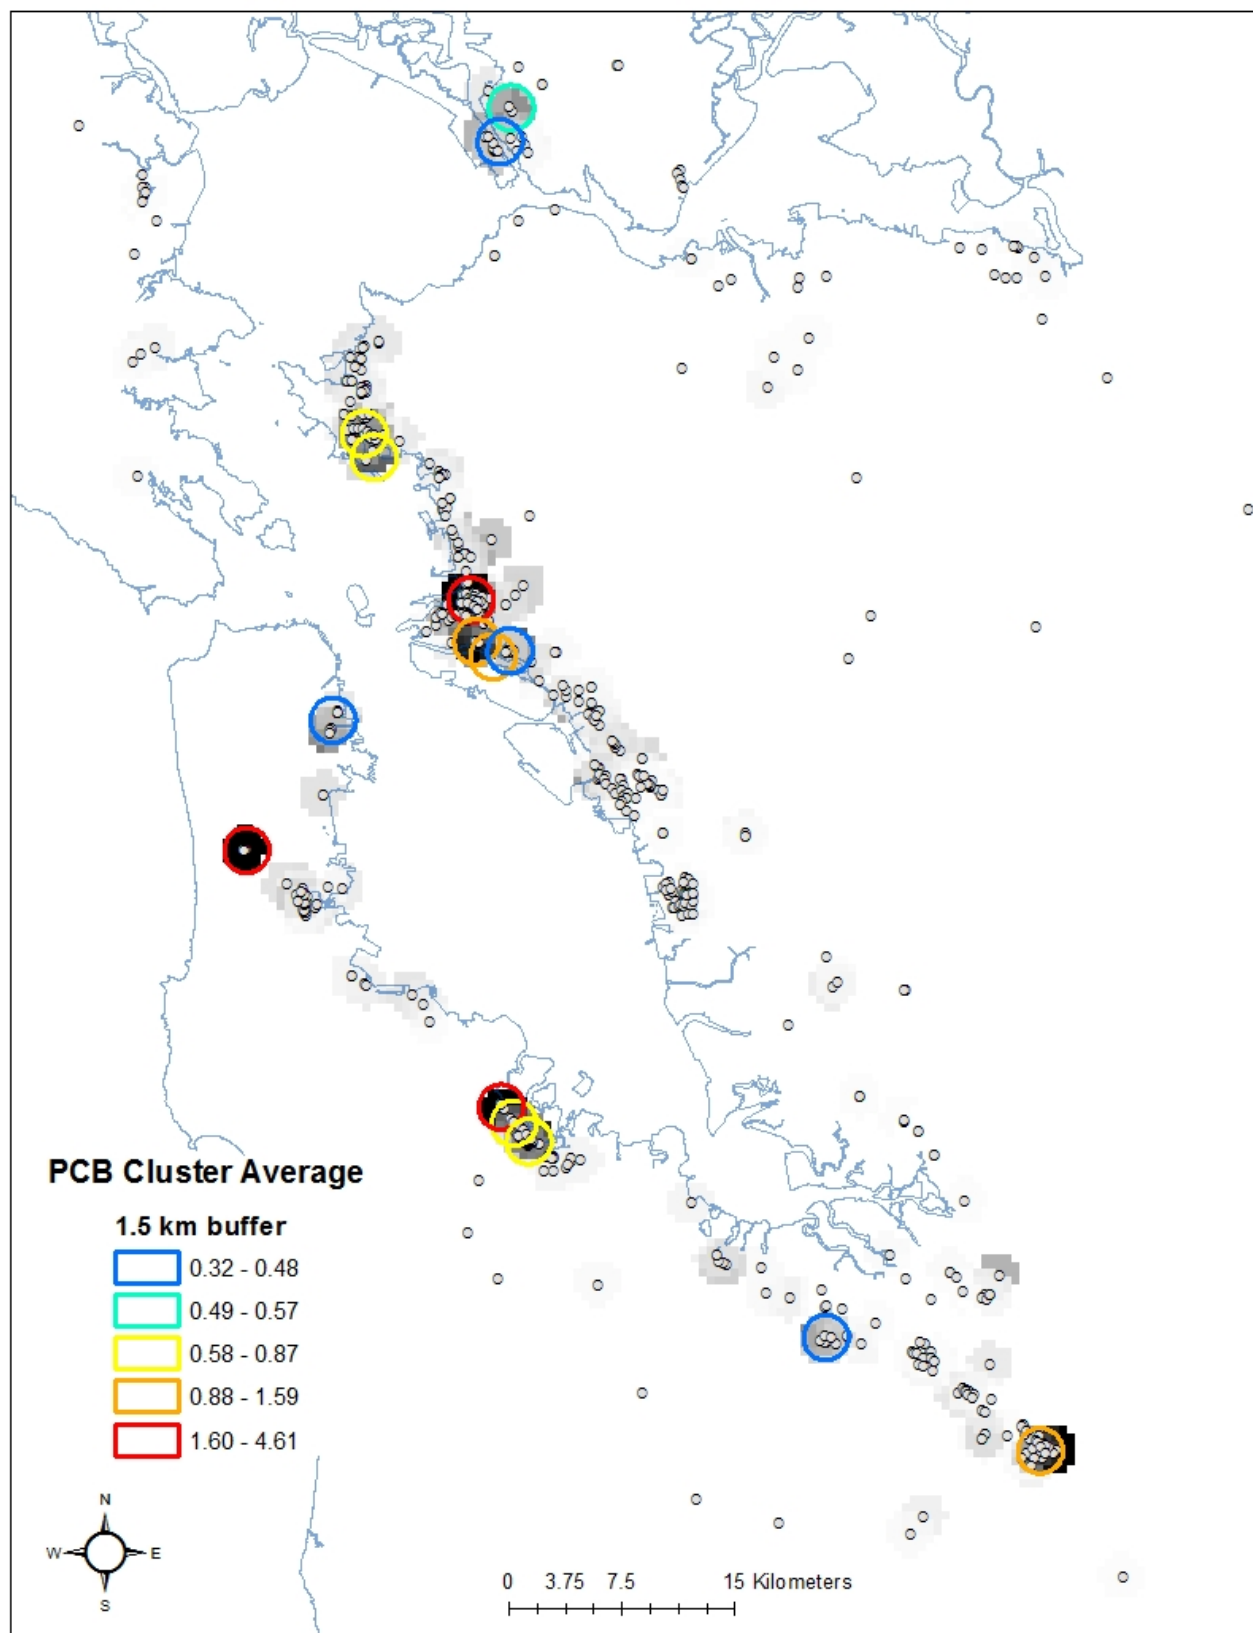 PCB Cluster Average
1.5 km buffer
0.32 - 0.48
0.49 - 0.57
0.58 - 0.87
0.88 - 1.59
1.60 - 4.61
N
W E
S
0 3.75 7.5 15 Kilometers